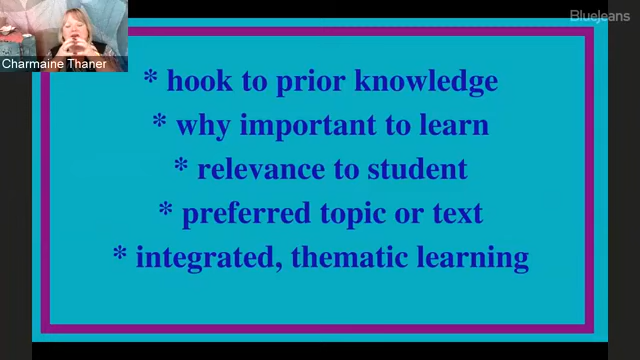 BlueJeans
Charmaine Thaner
* hook to prior knowledge
* why important to learn
* relevance to student
* preferred topic or text
* integrated, thematic learning